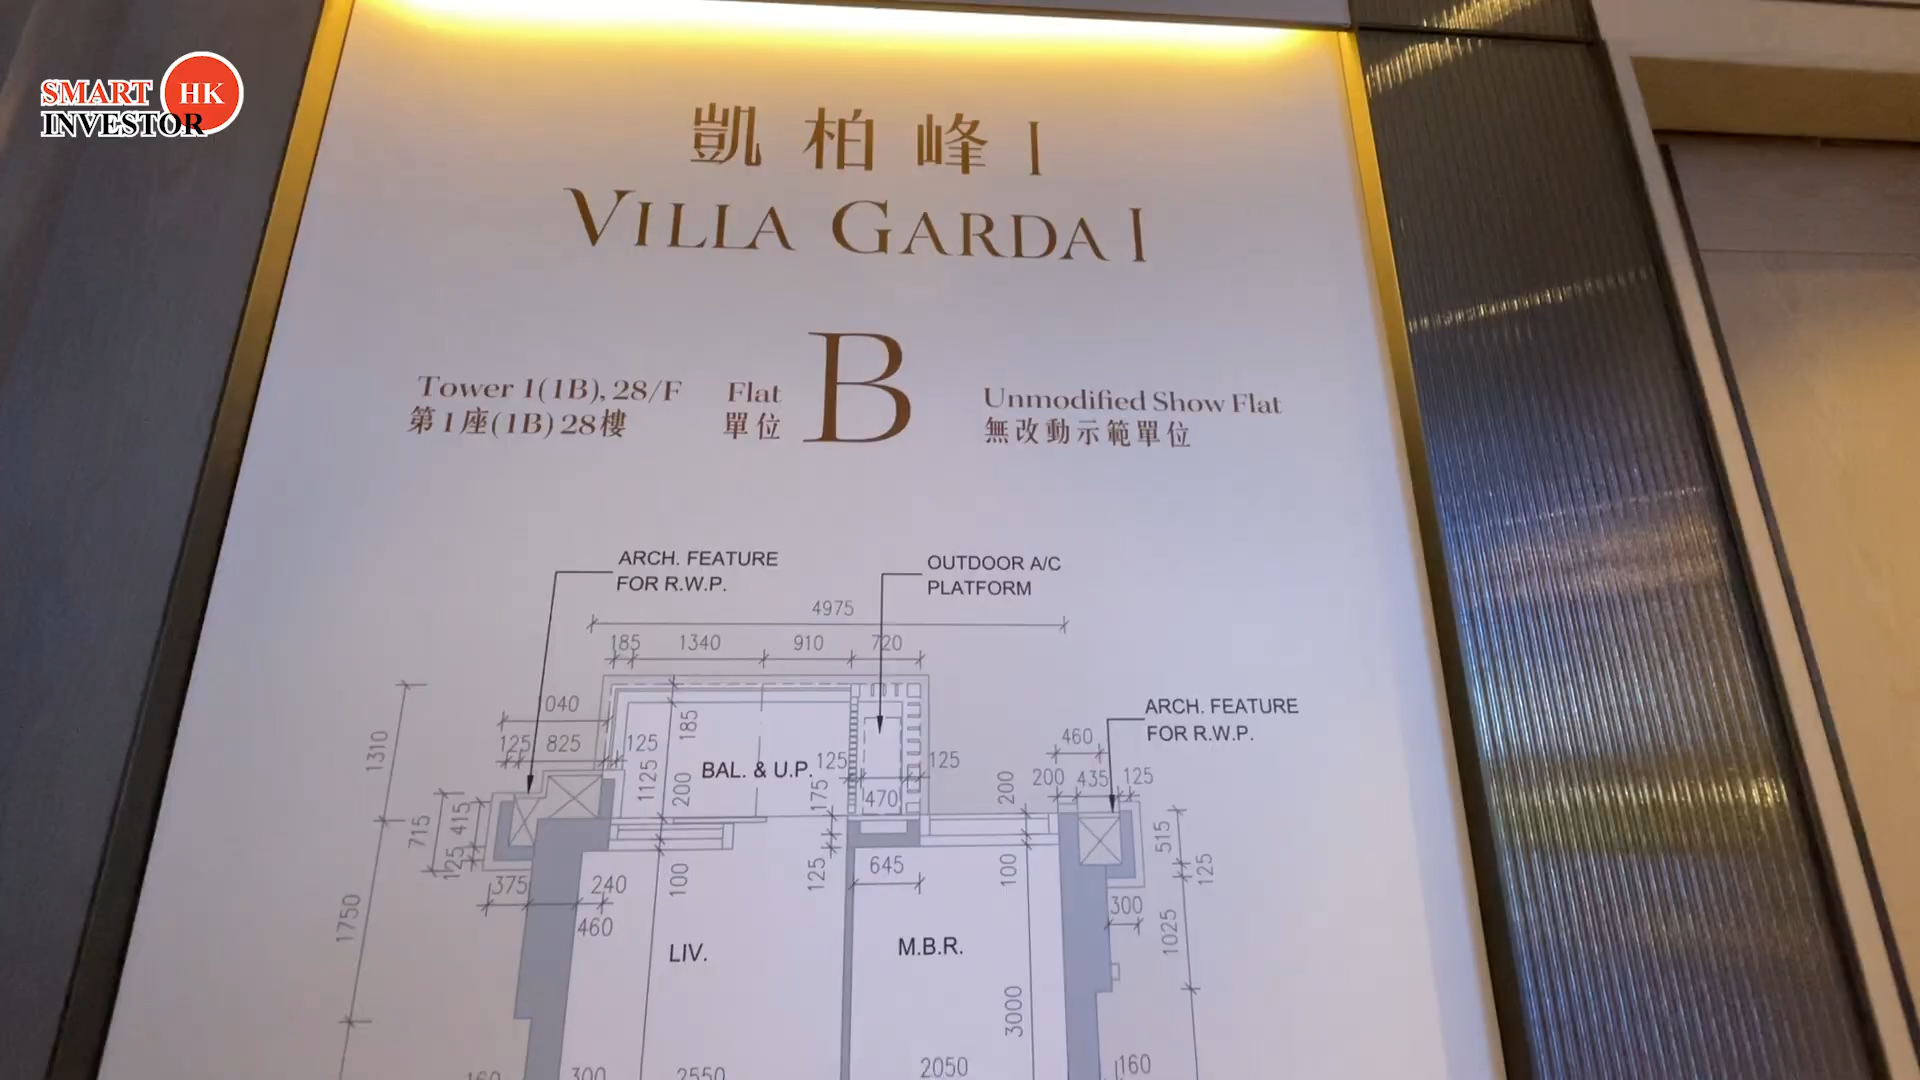 SMART HK
INVESTOR
凱柏峰 I
VILLA GARDA I
Tower 1(1B), 28/F
第1座(1B) 28樓
Flat
單位
B
Unmodified Show Flat
無改動示範單位
ARCH. FEATURE
FOR R.W.P.
OUTDOOR A/C
PLATFORM
4975
185 1340 910 720
ARCH. FEATURE
FOR R.W.P.
1040
125 825 125
185
1310
460
200 435 125
BAL. & U.P.
125
125
1125
200
175
470
200
715
415
125
515
125
375
240
460
100
125
645
100
300
1750
1025
LIV.
M.B.R.
3000
300
2550
2050
160
160